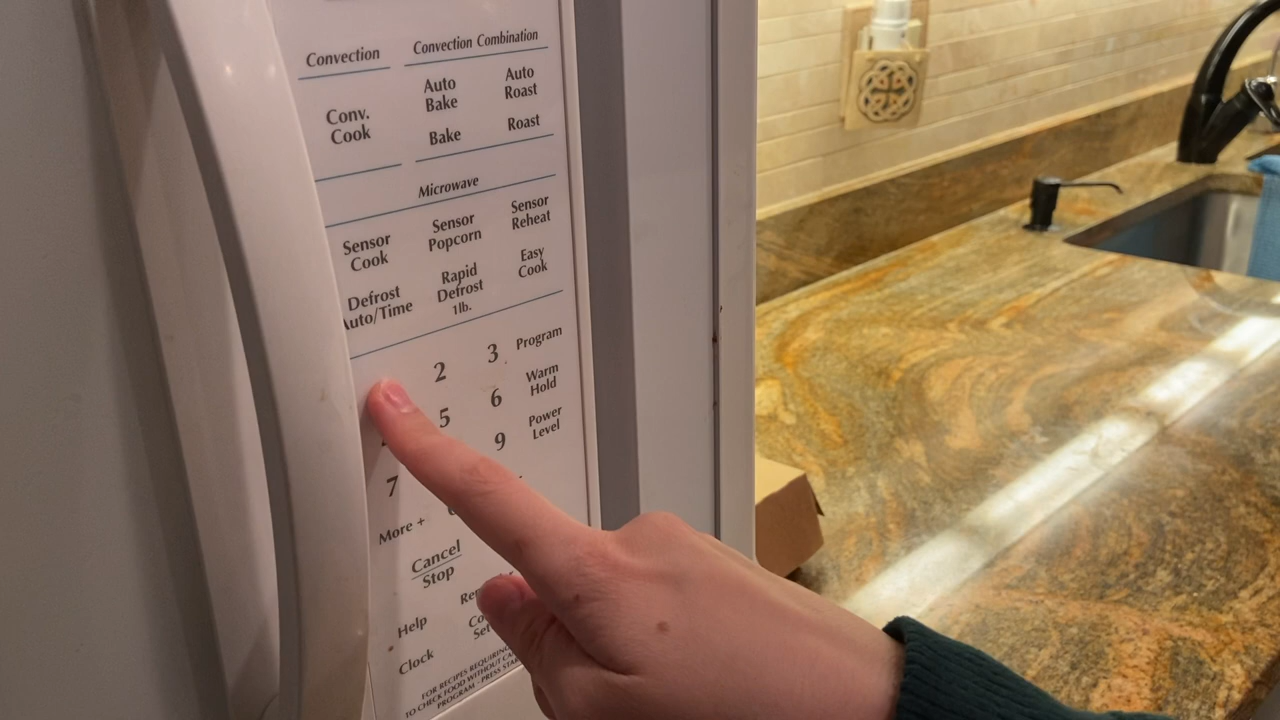 Convection
Convection Combination
Conv.
Cook
Auto
Bake
Auto
Roast
Bake
Roast
Microwave
Sensor
Cook
Sensor
Popcorn
Sensor
Reheat
Defrost
Auto/Time
Rapid
Defrost
1lb.
Easy
Cook
2
3
Program
5
6
Warm
Hold
7
9
Power
Level
More +
Cancel
Stop
Help
Clock
Set
FOR RECIPES REQUIRING
TO CHECK FOOD WITHOUT
PROGRAM - PRESS